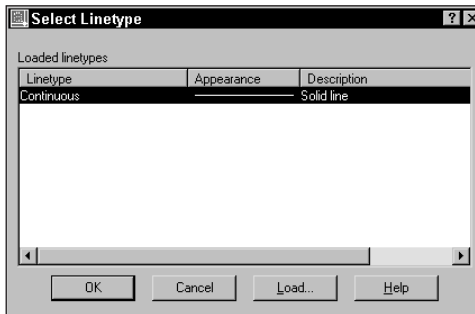 Select Linetype
Loaded linetypes
Linetype Appearance Description
Continuous Solid line
OK Cancel Load... Help